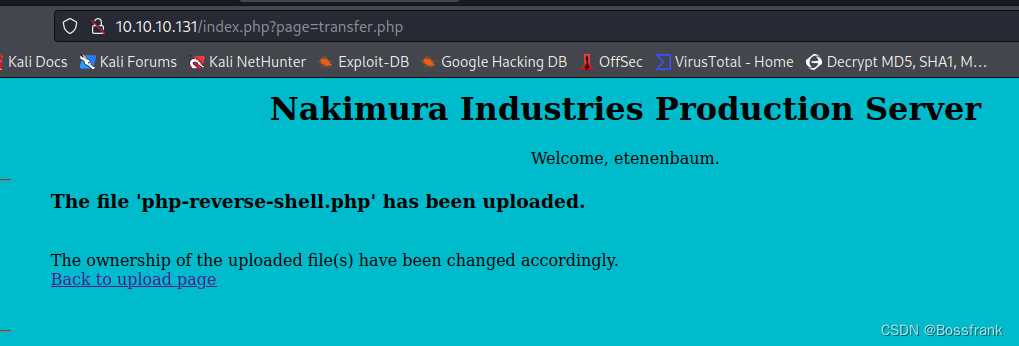 10.10.10.131/index.php?page=transfer.php
Kali Docs Kali Forums Kali NetHunter Exploit-DB Google Hacking DB OffSec VirusTotal - Home Decrypt MD5, SHA1, M...
Nakimura Industries Production Server
Welcome, etenenbaum.
The file 'php-reverse-shell.php' has been uploaded.
The ownership of the uploaded file(s) have been changed accordingly.
Back to upload page
CSDN @Bossfrank